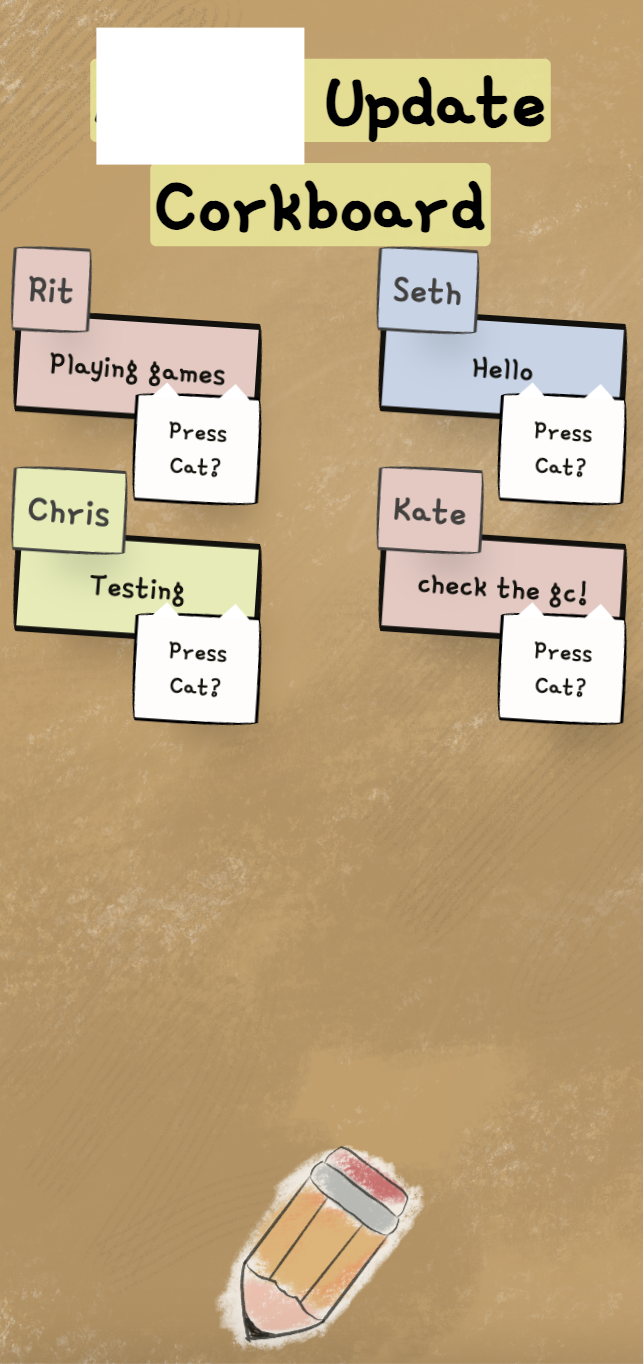 Update
Corkboard
Rit
Playing games
Press
Cat?
Seth
Hello
Press
Cat?
Chris
Testing
Press
Cat?
Kate
check the gc!
Press
Cat?